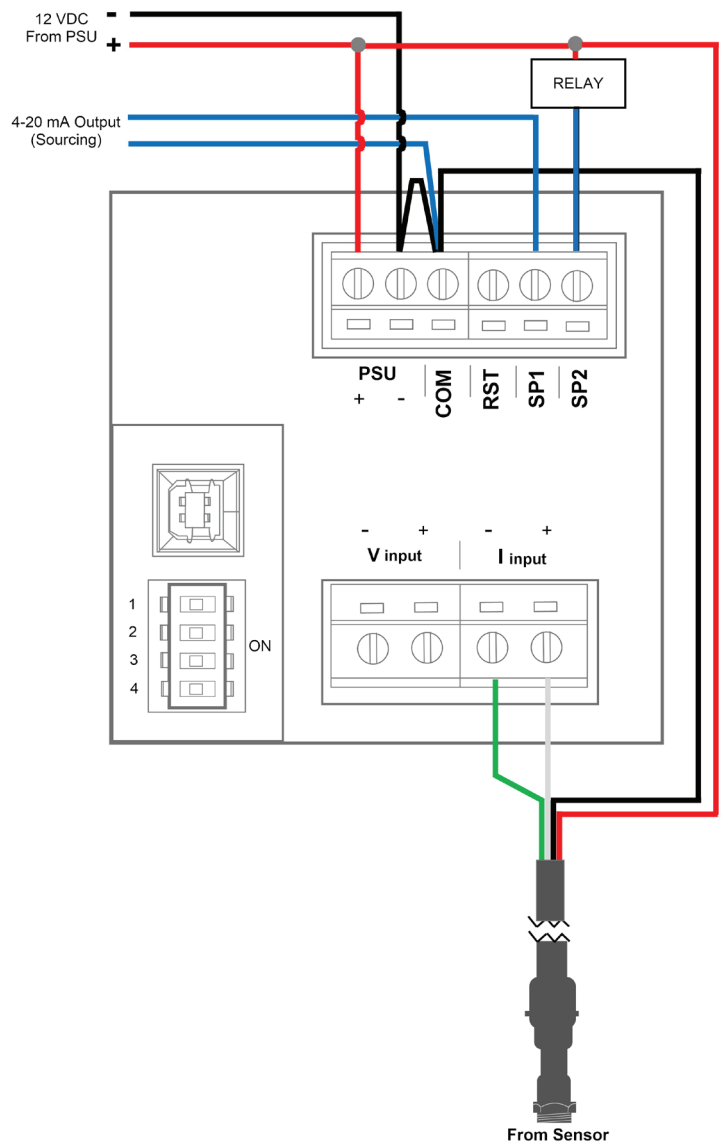 12 VDC
From PSU
-
+
RELAY
4-20 mA Output
(Sourcing)
PSU
+ -
COM
RST
SP1
SP2
- + - +
V input I input
1
2
3
4
ON
From Sensor